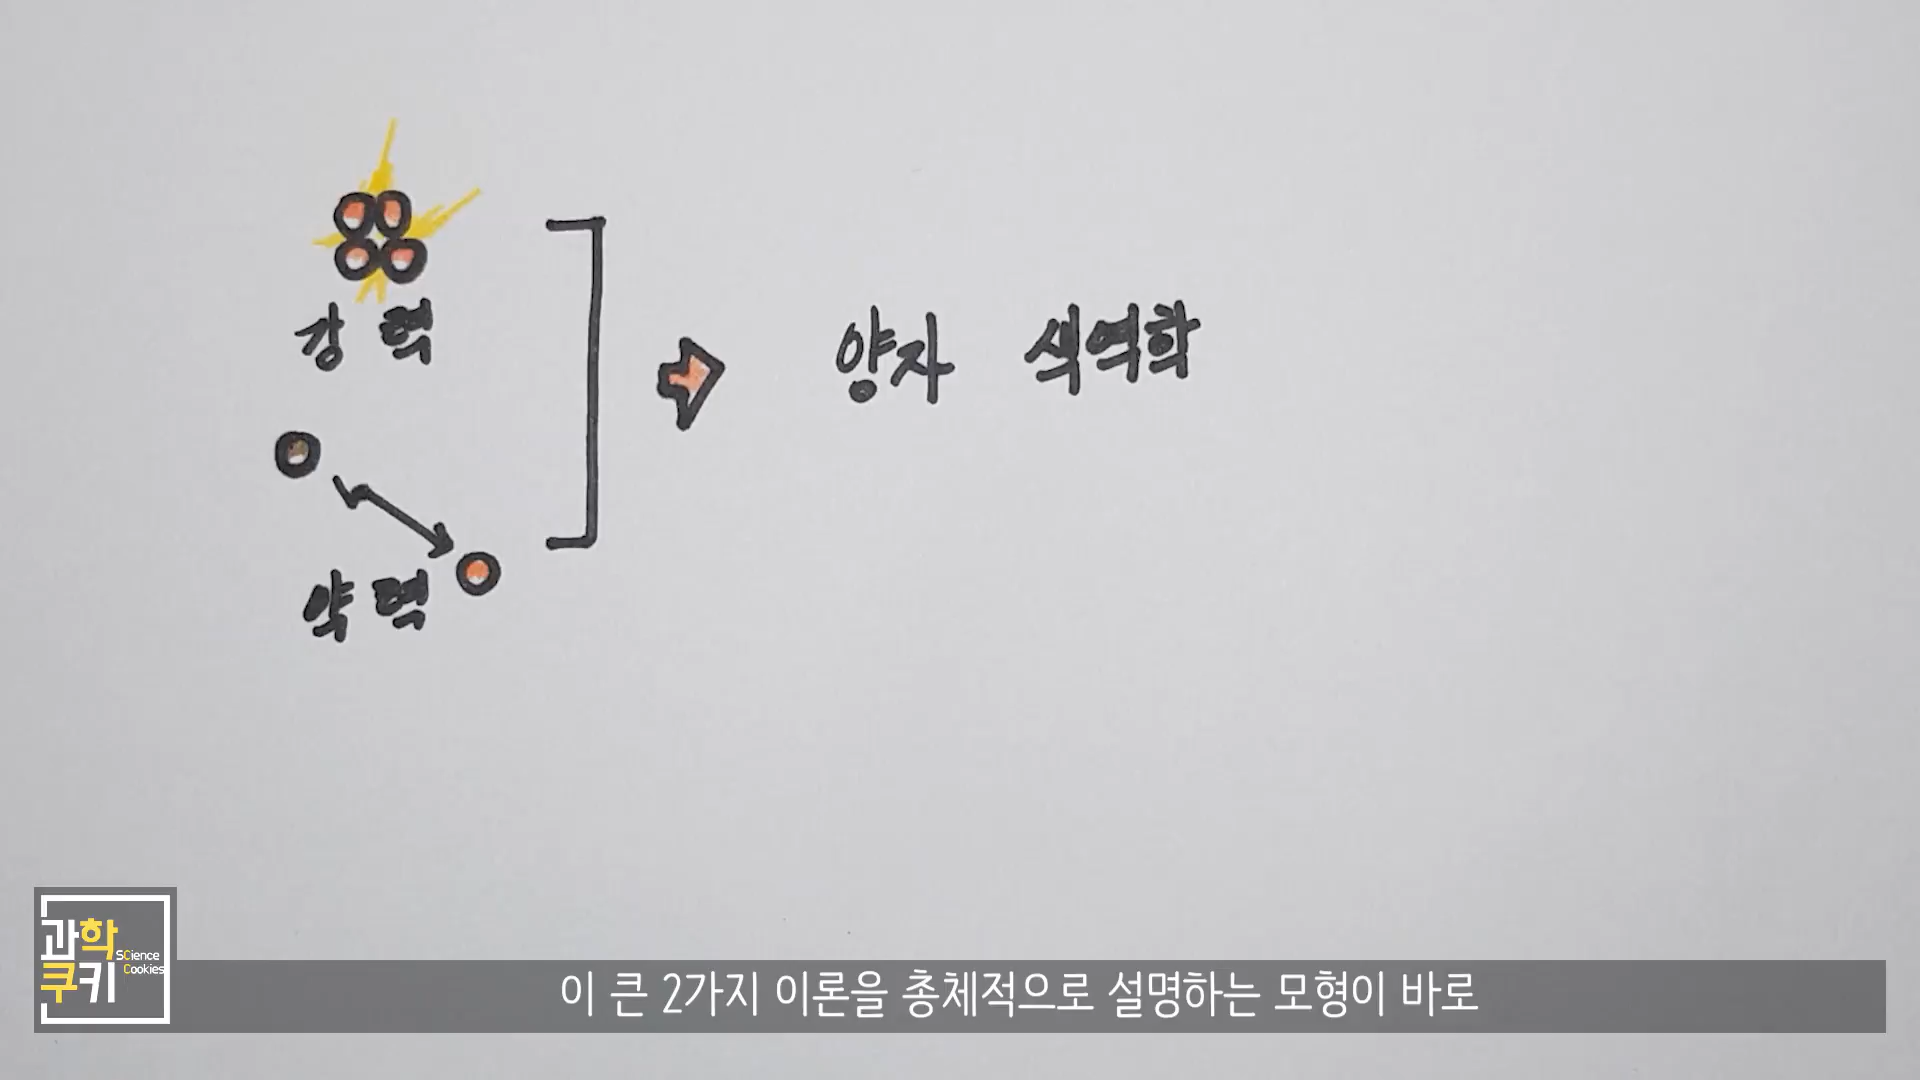 강력
약력
양자 색역학
과학
쿠키
SCience
Cookies
이 큰 2가지 이론을 총체적으로 설명하는 모형이 바로